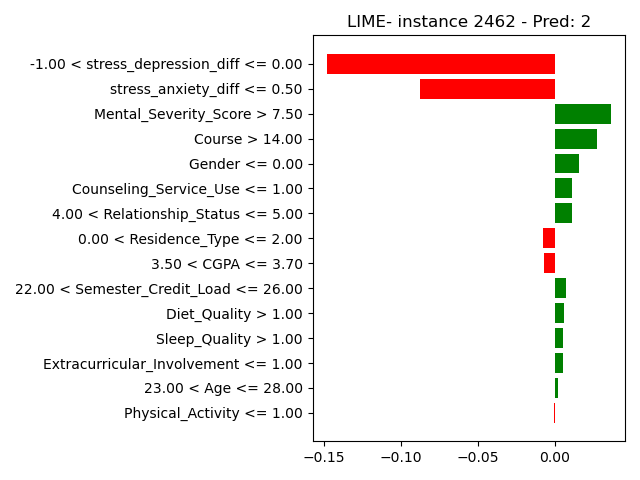 LIME- instance 2462 - Pred: 2
-1.00 < stress_depression_diff <= 0.00
stress_anxiety_diff <= 0.50
Mental_Severity_Score > 7.50
Course > 14.00
Gender <= 0.00
Counseling_Service_Use <= 1.00
4.00 < Relationship_Status <= 5.00
0.00 < Residence_Type <= 2.00
3.50 < CGPA <= 3.70
22.00 < Semester_Credit_Load <= 26.00
Diet_Quality > 1.00
Sleep_Quality > 1.00
Extracurricular_Involvement <= 1.00
23.00 < Age <= 28.00
Physical_Activity <= 1.00
−0.15 −0.10 −0.05 0.00